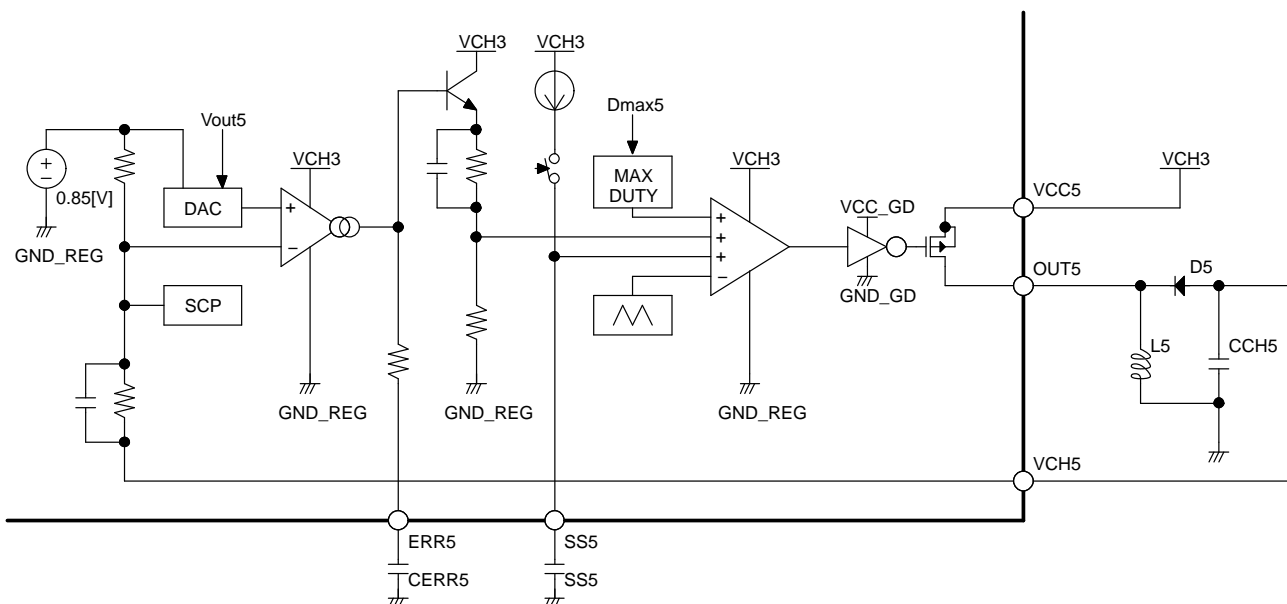 VCH3
VCH3
Vout5
Dmax5
VCH3
VCH3
VCH3
+
−
0.85[V]
DAC
+
−
MAX
DUTY
VCC_GD
VCC5
GND_REG
+
+
+
−
SCP
GND_GD
OUT5
D5
L5
CCH5
GND_REG
GND_REG
GND_REG
VCH5
ERR5
SS5
CERR5
SS5